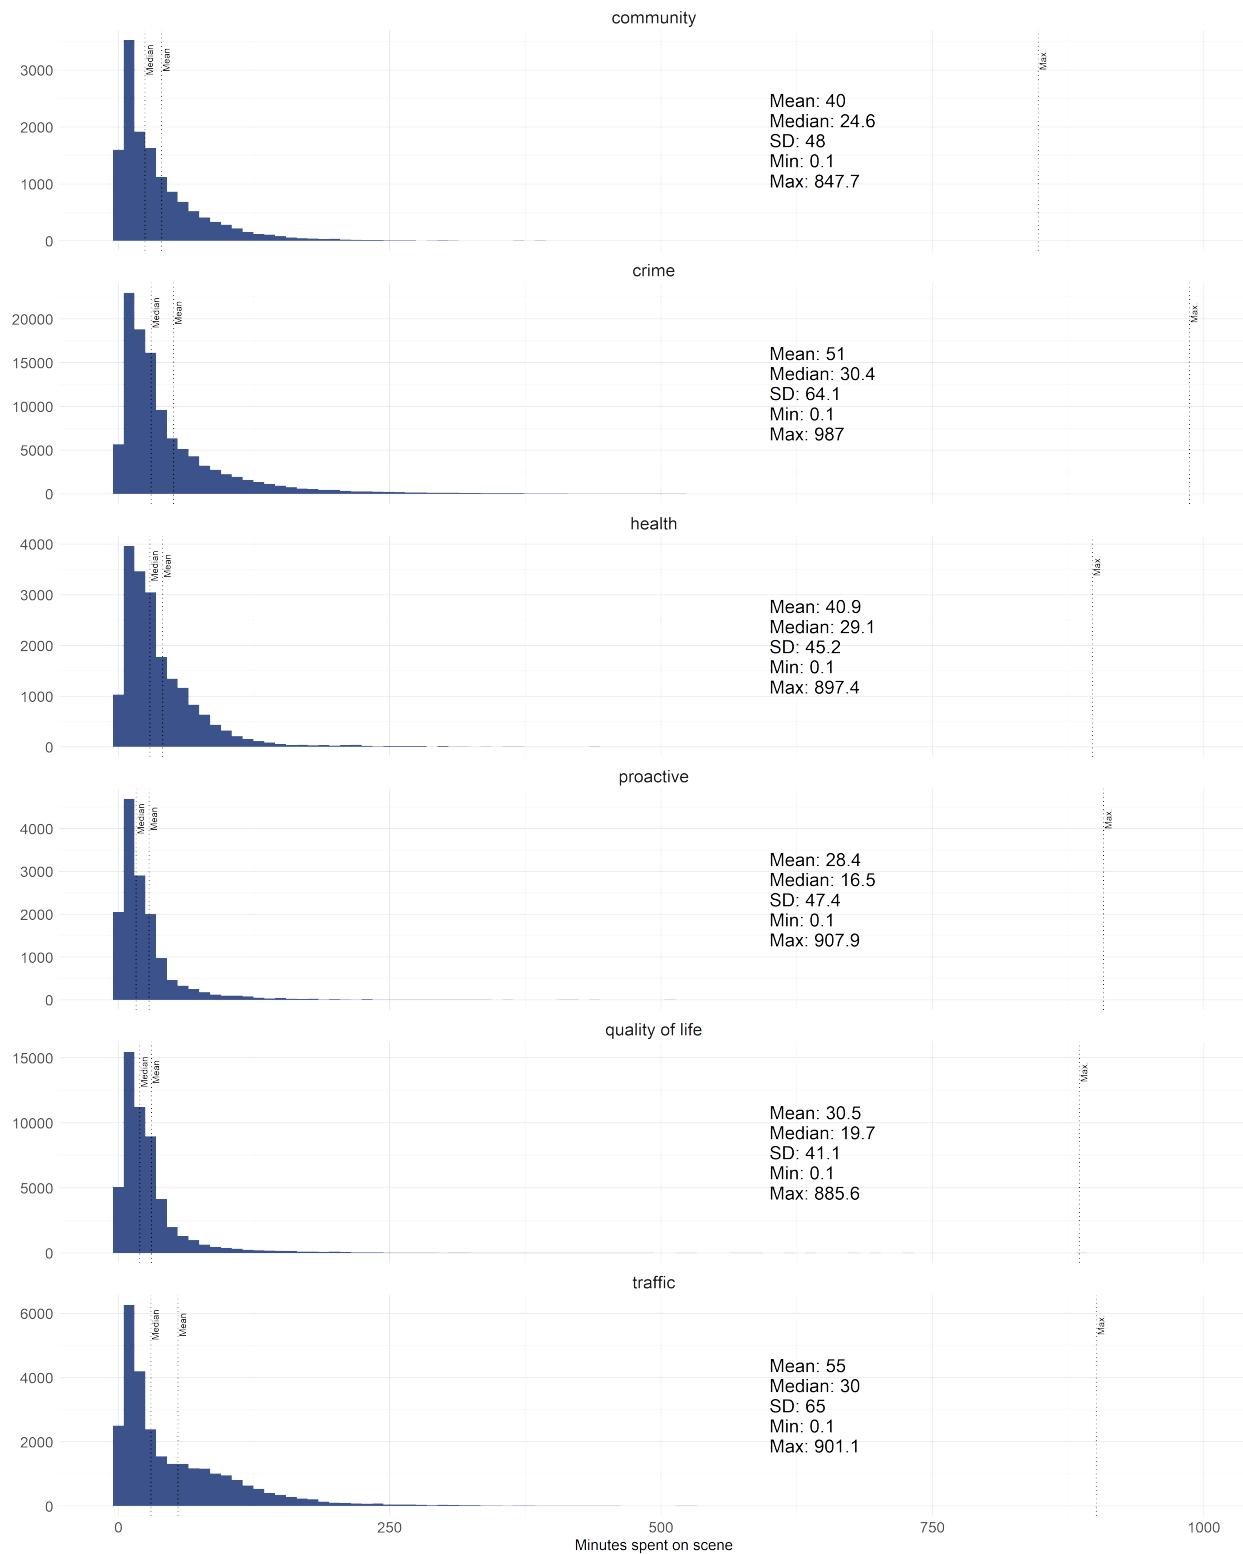 community
3000
2000
1000
0
Median
Mean
Max
Mean: 40
Median: 24.6
SD: 48
Min: 0.1
Max: 847.7
crime
20000
15000
10000
5000
0
Median
Mean
Max
Mean: 51
Median: 30.4
SD: 64.1
Min: 0.1
Max: 987
health
4000
3000
2000
1000
0
Median
Mean
Max
Mean: 40.9
Median: 29.1
SD: 45.2
Min: 0.1
Max: 897.4
proactive
4000
3000
2000
1000
0
Median
Mean
Max
Mean: 28.4
Median: 16.5
SD: 47.4
Min: 0.1
Max: 907.9
quality of life
15000
10000
5000
0
Median
Mean
Max
Mean: 30.5
Median: 19.7
SD: 41.1
Min: 0.1
Max: 885.6
traffic
6000
4000
2000
0
Median
Mean
Max
Mean: 55
Median: 30
SD: 65
Min: 0.1
Max: 901.1
0 250 500 750 1000
Minutes spent on scene